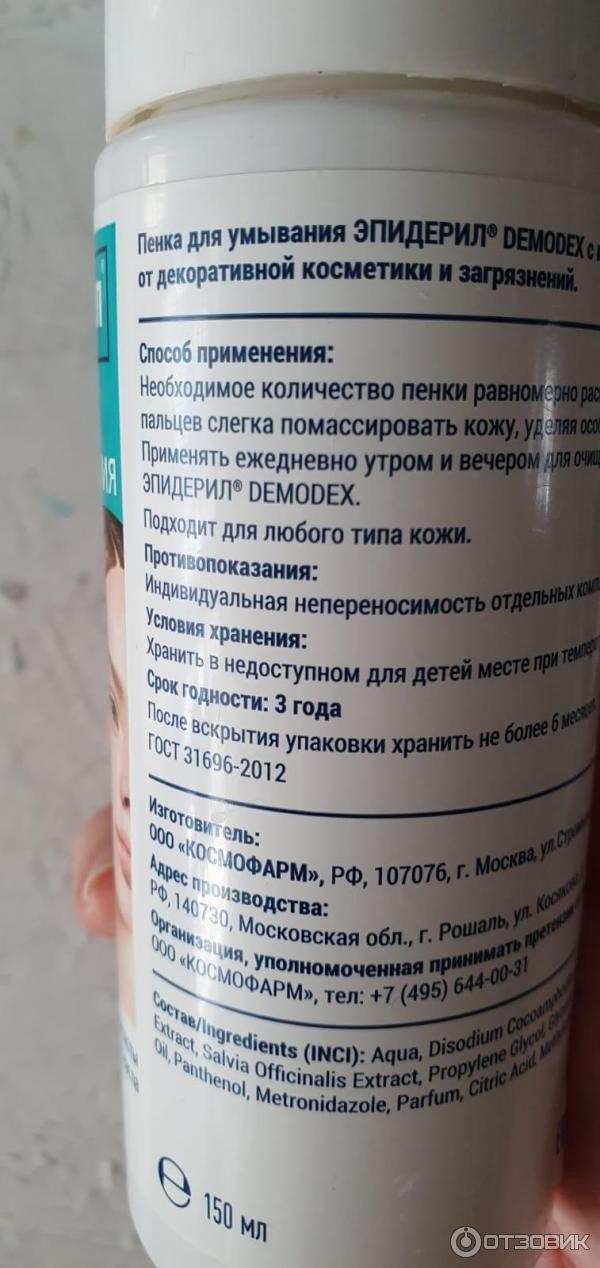 Пенка для умывания ЭПИДЕРИЛ® DEMODEX с
от декоративной косметики и загрязнений.
Способ применения:
Необходимое количество пенки равномерно рас
пальцев слегка помассировать кожу, уделяя осо
Применять ежедневно утром и вечером для очищ
ЭПИДЕРИЛ® DEMODEX.
Подходит для любого типа кожи.
Противопоказания:
Индивидуальная непереносимость отдельных комп
Условия хранения:
Хранить в недоступном для детей месте при темпера
Срок годности: 3 года
После вскрытия упаковки хранить не более 6 месяцев.
ГОСТ 31696-2012
Изготовитель:
ООО «КОСМОФАРМ», РФ, 107076, г. Москва, ул. Стром
Адрес производства:
РФ, 140730, Московская обл., г. Рошаль, ул. Косякова
Организация, уполномоченная принимать претензии
ООО «КОСМОФАРМ», тел: +7 (495) 644-00-31
Состав/Ingredients (INCI): Aqua, Disodium Cocoampho
Extract, Salvia Officinalis Extract, Propylene Glycol,
Oil, Panthenol, Metronidazole, Parfum, Citric Acid,
150 мл
ОТЗОВИК